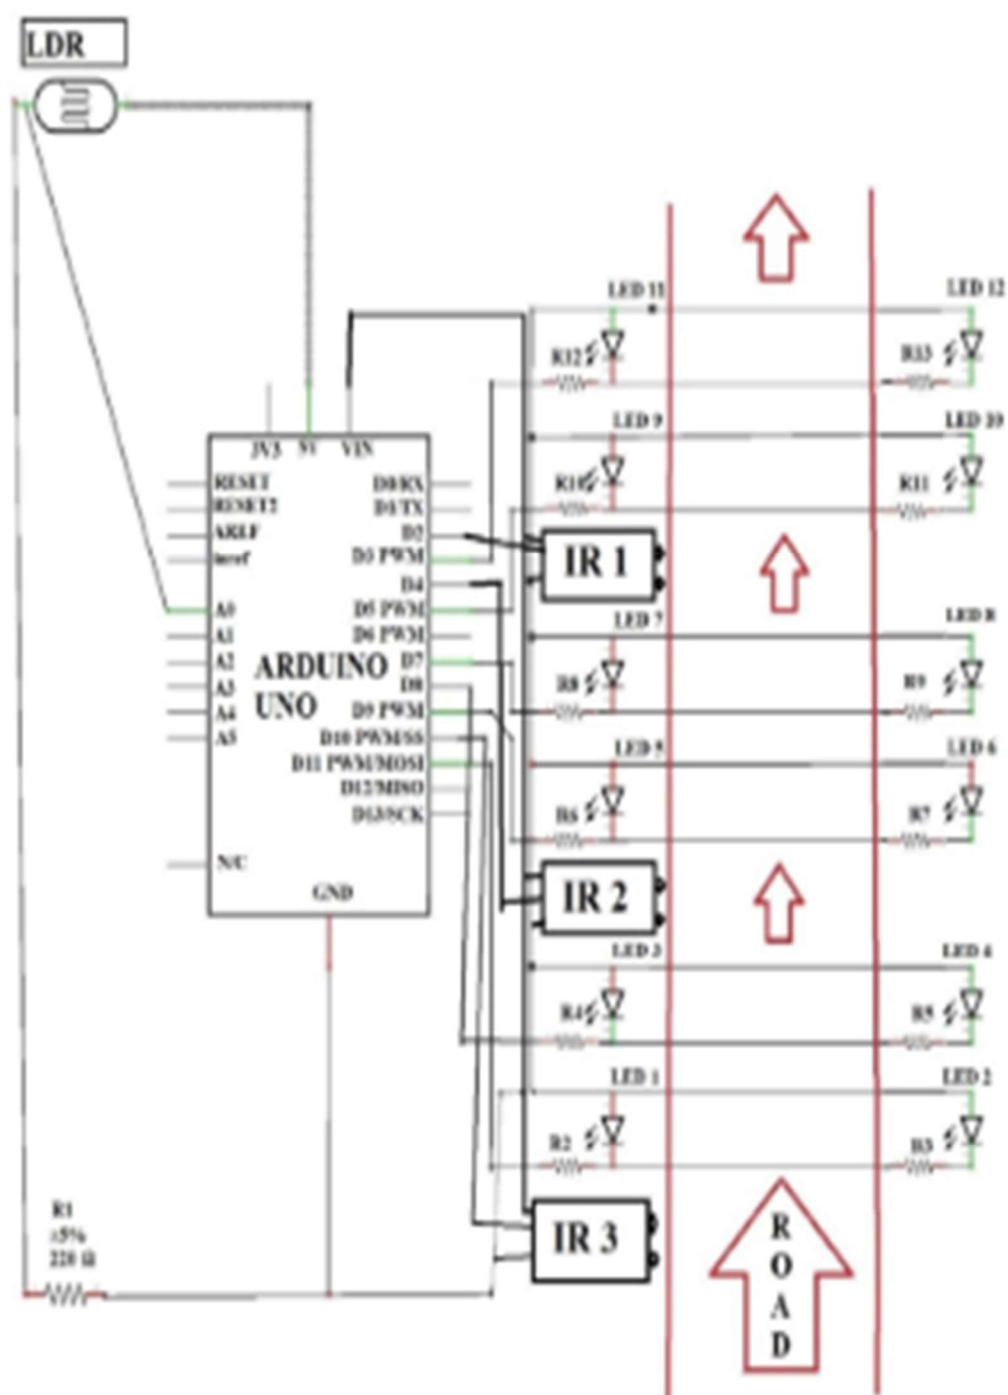 LDR
LED 11
LED 12
R12
R13
LED 9
LED 10
R10
R11
3V3 5V VIN
RESET
RESET2
AREF
ioref
A0
A1
A2
A3
A4
A5
N/C
D0/RX
D1/TX
D2
D3 PWM
D4
D5 PWM
D6 PWM
D7
D8
D9 PWM
D10 PWM/SS
D11 PWM/MOSI
D12/MISO
D13/SCK
ARDUINO
UNO
GND
IR 1
LED 7
LED 8
R8
R9
LED 5
LED 6
R6
R7
IR 2
LED 3
LED 4
R4
R5
LED 1
LED 2
R2
R3
IR 3
R1
±5%
220 Ω
ROAD